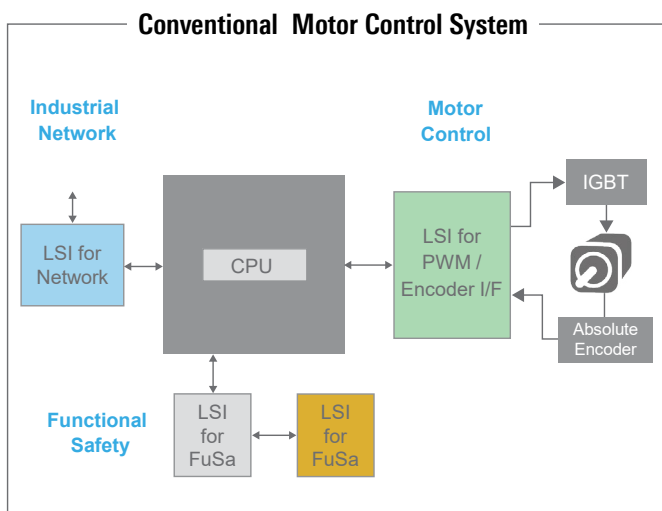 Conventional Motor Control System
Industrial
Network
Motor
Control
IGBT
LSI for
Network
CPU
LSI for
PWM /
Encoder I/F
Absolute
Encoder
Functional
Safety
LSI
for
FuSa
LSI
for
FuSa